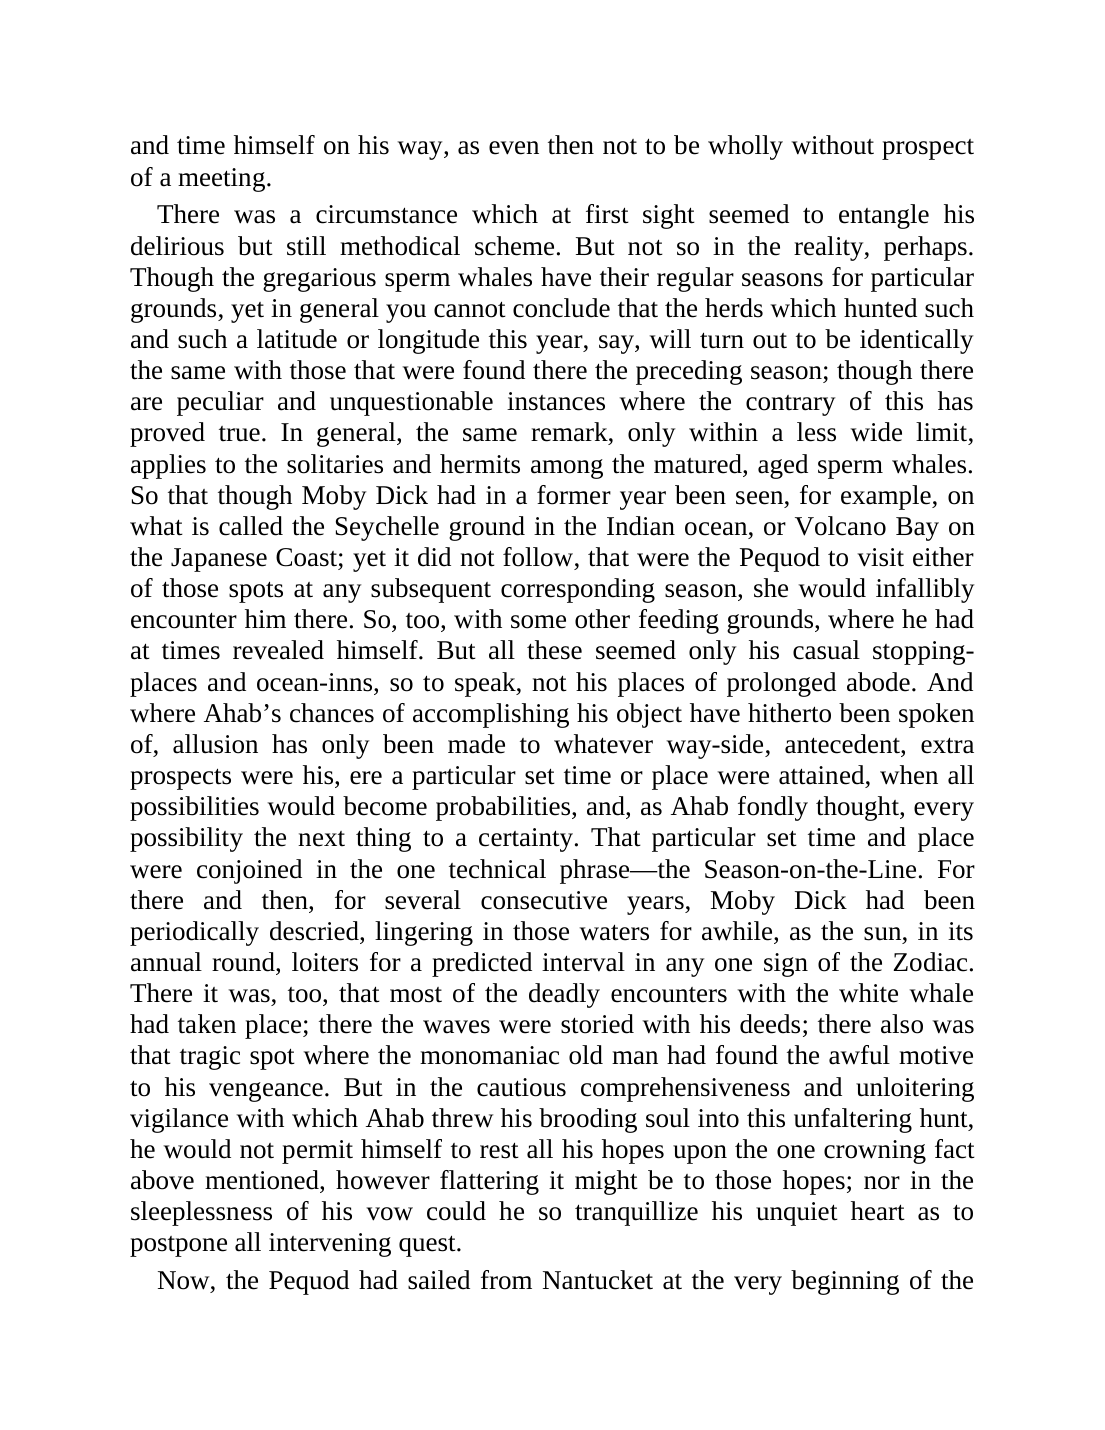 and time himself on his way, as even then not to be wholly without prospect
of a meeting.
There was a circumstance which at first sight seemed to entangle his
delirious but still methodical scheme. But not so in the reality, perhaps.
Though the gregarious sperm whales have their regular seasons for particular
grounds, yet in general you cannot conclude that the herds which hunted such
and such a latitude or longitude this year, say, will turn out to be identically
the same with those that were found there the preceding season; though there
are peculiar and unquestionable instances where the contrary of this has
proved true. In general, the same remark, only within a less wide limit,
applies to the solitaries and hermits among the matured, aged sperm whales.
So that though Moby Dick had in a former year been seen, for example, on
what is called the Seychelle ground in the Indian ocean, or Volcano Bay on
the Japanese Coast; yet it did not follow, that were the Pequod to visit either
of those spots at any subsequent corresponding season, she would infallibly
encounter him there. So, too, with some other feeding grounds, where he had
at times revealed himself. But all these seemed only his casual stopping-
places and ocean-inns, so to speak, not his places of prolonged abode. And
where Ahab’s chances of accomplishing his object have hitherto been spoken
of, allusion has only been made to whatever way-side, antecedent, extra
prospects were his, ere a particular set time or place were attained, when all
possibilities would become probabilities, and, as Ahab fondly thought, every
possibility the next thing to a certainty. That particular set time and place
were conjoined in the one technical phrase—the Season-on-the-Line. For
there and then, for several consecutive years, Moby Dick had been
periodically descried, lingering in those waters for awhile, as the sun, in its
annual round, loiters for a predicted interval in any one sign of the Zodiac.
There it was, too, that most of the deadly encounters with the white whale
had taken place; there the waves were storied with his deeds; there also was
that tragic spot where the monomaniac old man had found the awful motive
to his vengeance. But in the cautious comprehensiveness and unloitering
vigilance with which Ahab threw his brooding soul into this unfaltering hunt,
he would not permit himself to rest all his hopes upon the one crowning fact
above mentioned, however flattering it might be to those hopes; nor in the
sleeplessness of his vow could he so tranquillize his unquiet heart as to
postpone all intervening quest.
Now, the Pequod had sailed from Nantucket at the very beginning of the